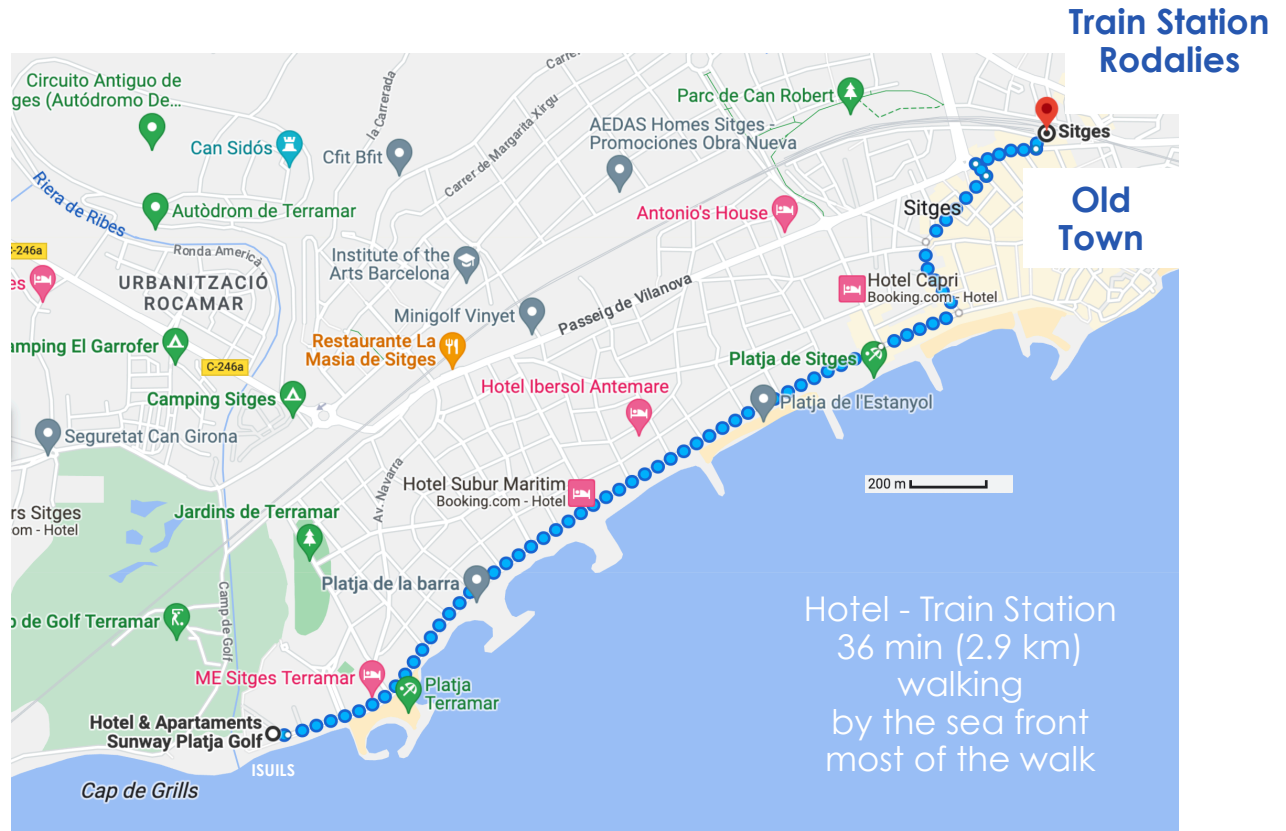 Train Station
Rodalies
Circuito Antiguo de
ges (Autódromo De...
Carrer
la Carrerada
Carrer de Margarita Xirgu
Parc de Can Robert
AEDAS Homes Sitges -
Promociones Obra Nueva
Sitges
Can Sidós
Cfit Bfit
Riera de Ribes
Old
Town
Autòdrom de Terramar
Antonio's House
Sitges
C-246a
Ronda Americà
es
URBANITZACIÓ
ROCAMAR
Institute of the
Arts Barcelona
Hotel Capri
Booking.com - Hotel
Minigolf Vinyet
Passeig de Vilanova
amping El Garrofer
Restaurante La
Masia de Sitges
C-246a
Platja de Sitges
Hotel Ibersol Antemare
Camping Sitges
Platja de l'Estanyol
Seguretat Can Girona
Av. Navarra
Hotel Subur Maritim
Booking.com - Hotel
200 m
rs Sitges
om - Hotel
Jardins de Terramar
Platja de la barra
Camp de Golf
p de Golf Terramar
Hotel - Train Station
36 min (2.9 km)
walking
by the sea front
most of the walk
ME Sitges Terramar
Platja
Terramar
Hotel & Apartaments
Sunway Platja Golf
ISUILS
Cap de Grills